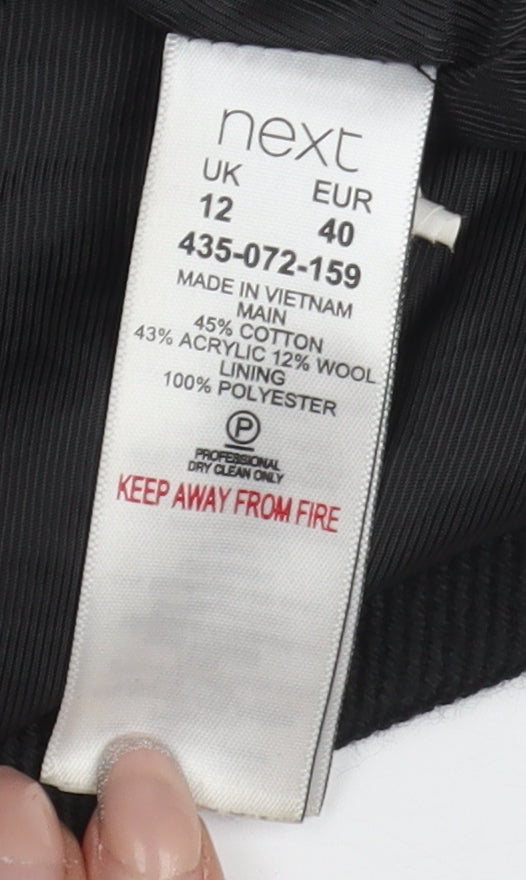 next
UK EUR
12 40
435-072-159
MADE IN VIETNAM
MAIN
45% COTTON
43% ACRYLIC 12% WOOL
LINING
100% POLYESTER
P
PROFESSIONAL
DRY CLEAN ONLY
KEEP AWAY FROM FIRE